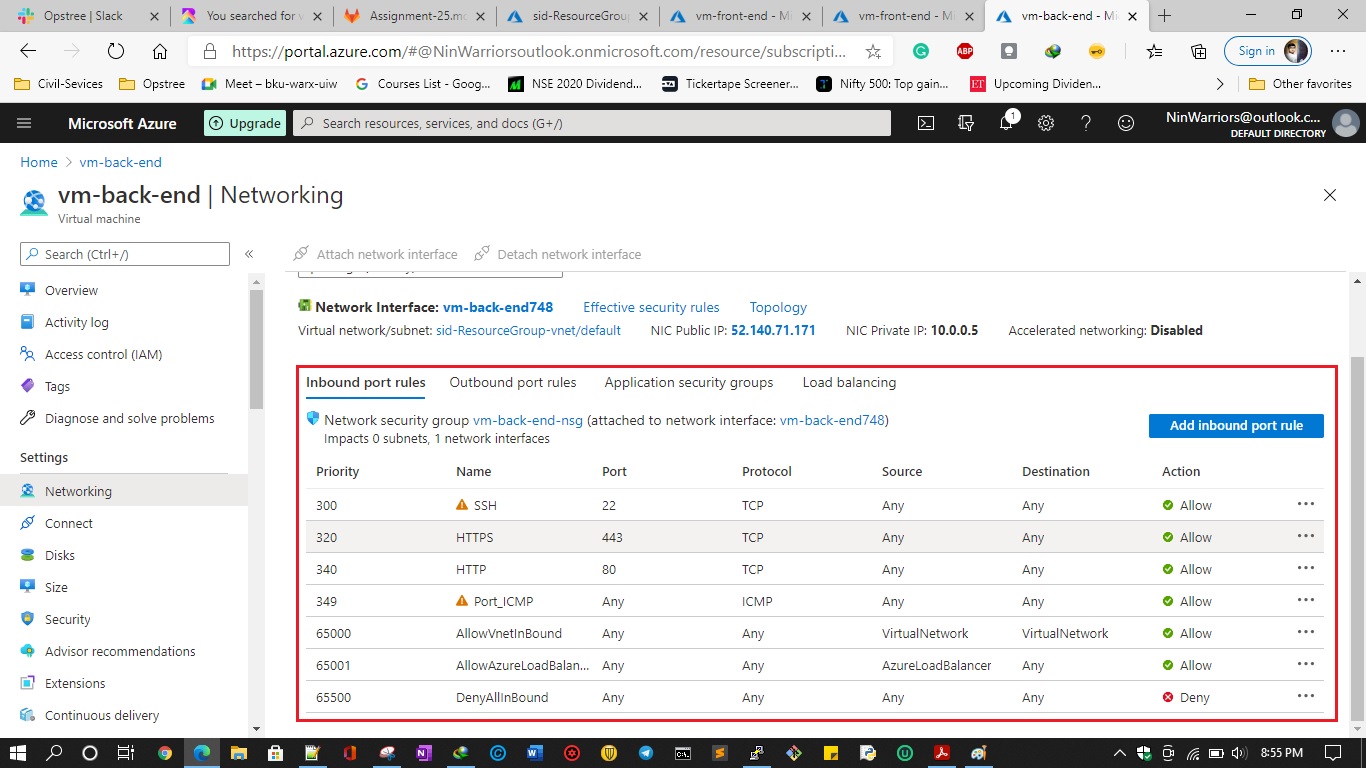 Opstree | Slack
You searched for v
Assignment-25.md
sid-ResourceGroup
vm-front-end - Mi
vm-front-end - Mi
vm-back-end - Mi
https://portal.azure.com/#@NinWarriorsoutlook.onmicrosoft.com/resource/subscripti...
ABP
Sign in
Civil-Sevices
Opstree
Meet – bku-warx-uiw
Courses List - Goog...
NSE 2020 Dividend...
Tickertape Screener...
Nifty 500: Top gain...
ET
Upcoming Dividen...
Other favorites
Microsoft Azure
Upgrade
Search resources, services, and docs (G+/)
1
NinWarriors@outlook.c...
DEFAULT DIRECTORY
Home > vm-back-end
vm-back-end | Networking
Virtual machine
Search (Ctrl+/)
«
Overview
Activity log
Access control (IAM)
Tags
Diagnose and solve problems
Settings
Networking
Connect
Disks
Size
Security
Advisor recommendations
Extensions
Continuous delivery
Attach network interface
Detach network interface
Network Interface: vm-back-end748 Effective security rules Topology
Virtual network/subnet: sid-ResourceGroup-vnet/default NIC Public IP: 52.140.71.171 NIC Private IP: 10.0.0.5 Accelerated networking: Disabled
Inbound port rules Outbound port rules Application security groups Load balancing
Network security group vm-back-end-nsg (attached to network interface: vm-back-end748)
Impacts 0 subnets, 1 network interfaces
Add inbound port rule
Priority Name Port Protocol Source Destination Action
300 SSH 22 TCP Any Any Allow ...
320 HTTPS 443 TCP Any Any Allow ...
340 HTTP 80 TCP Any Any Allow ...
349 Port_ICMP Any ICMP Any Any Allow ...
65000 AllowVnetInBound Any Any VirtualNetwork VirtualNetwork Allow ...
65001 AllowAzureLoadBalan... Any Any AzureLoadBalancer Any Allow ...
65500 DenyAllInBound Any Any Any Any Deny ...
8:55 PM